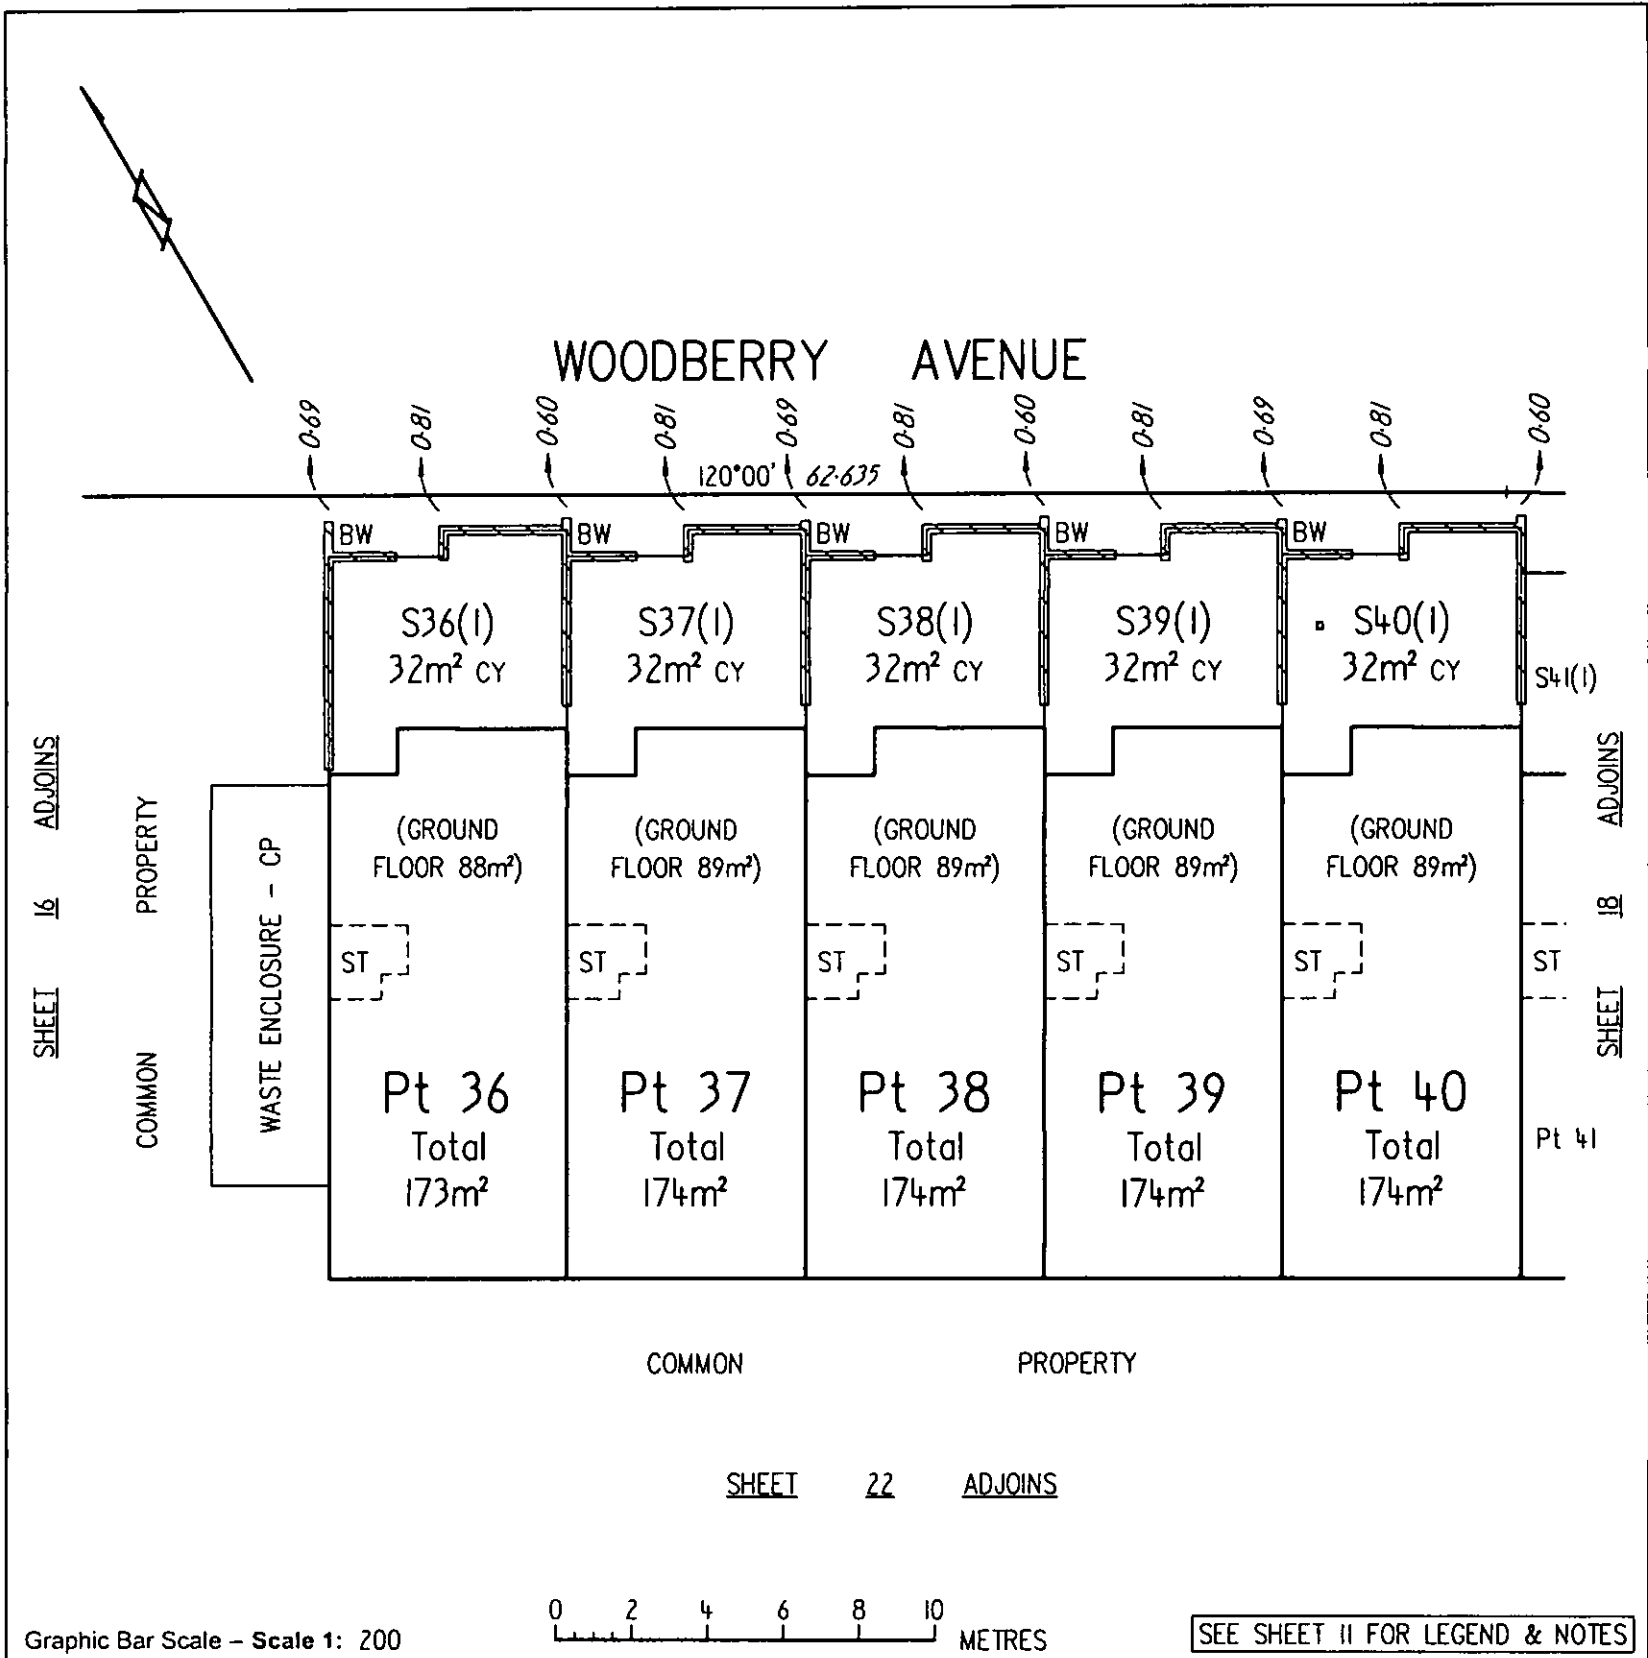 WOODBERRY AVENUE
0·69 0·81 0·60 0·81 0·69 0·81 0·60 0·81 0·69 0·81 0·60
120°00' 62·635
BW BW BW BW BW
S36(1) S37(1) S38(1) S39(1) S40(1)
32m² CY 32m² CY 32m² CY 32m² CY 32m² CY
S41(1)
SHEET 16 ADJOINS
COMMON PROPERTY
WASTE ENCLOSURE - CP
(GROUND (GROUND (GROUND (GROUND (GROUND
FLOOR 88m²) FLOOR 89m²) FLOOR 89m²) FLOOR 89m²) FLOOR 89m²)
SHEET 18 ADJOINS
ST ST ST ST ST ST
Pt 36 Pt 37 Pt 38 Pt 39 Pt 40
Total Total Total Total Total
Pt 41
173m² 174m² 174m² 174m² 174m²
COMMON PROPERTY
SHEET 22 ADJOINS
0 2 4 6 8 10
Graphic Bar Scale – Scale 1: 200
METRES
SEE SHEET 11 FOR LEGEND & NOTES